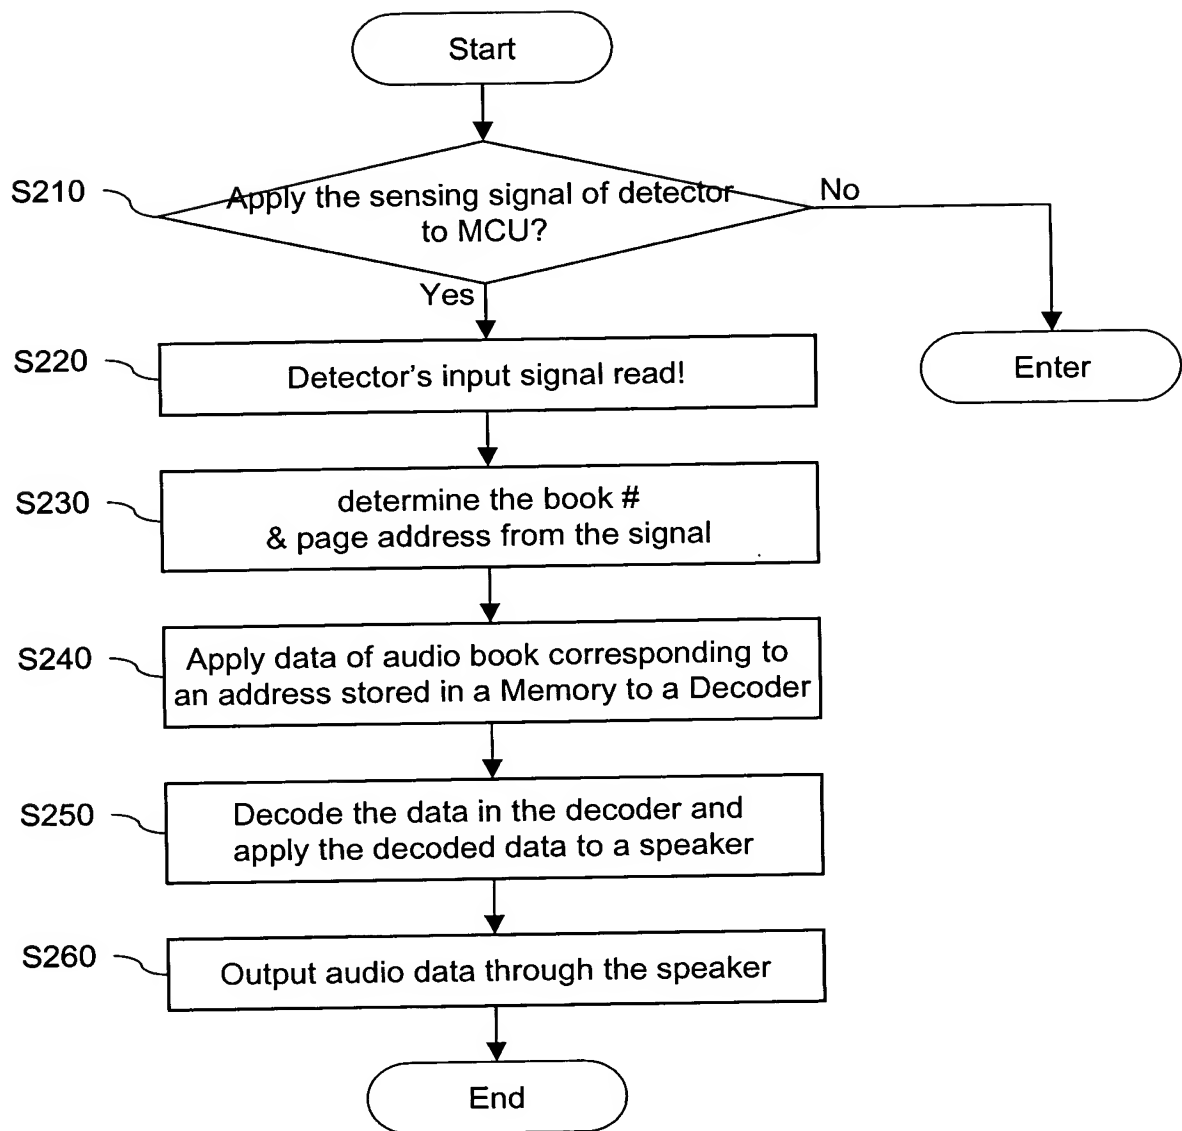 Start
S210
Apply the sensing signal of detector
to MCU?
No
Yes
Enter
S220
Detector's input signal read!
S230
determine the book #
& page address from the signal
S240
Apply data of audio book corresponding to
an address stored in a Memory to a Decoder
S250
Decode the data in the decoder and
apply the decoded data to a speaker
S260
Output audio data through the speaker
End